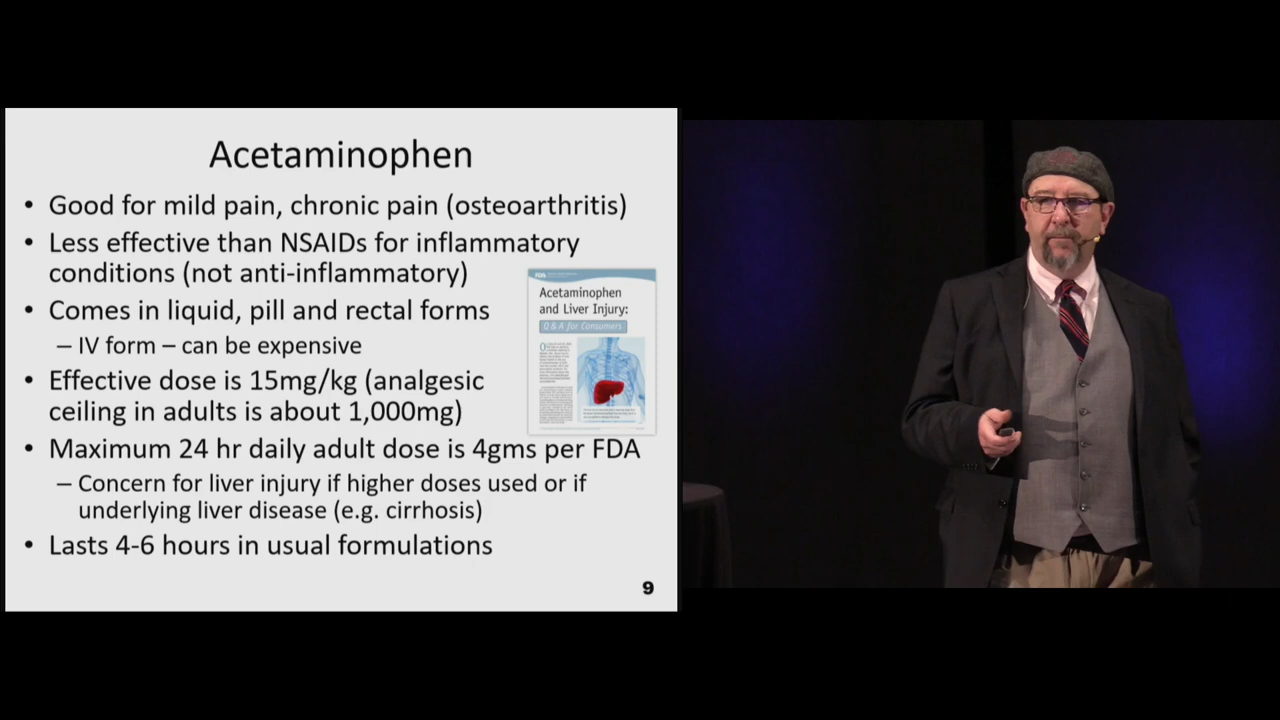 Acetaminophen
• Good for mild pain, chronic pain (osteoarthritis)
• Less effective than NSAIDs for inflammatory
conditions (not anti-inflammatory)
• Comes in liquid, pill and rectal forms
– IV form – can be expensive
• Effective dose is 15mg/kg (analgesic
ceiling in adults is about 1,000mg)
• Maximum 24 hr daily adult dose is 4gms per FDA
– Concern for liver injury if higher doses used or if
underlying liver disease (e.g. cirrhosis)
• Lasts 4-6 hours in usual formulations
FDA
Acetaminophen
and Liver Injury:
Q & A for Consumers
9